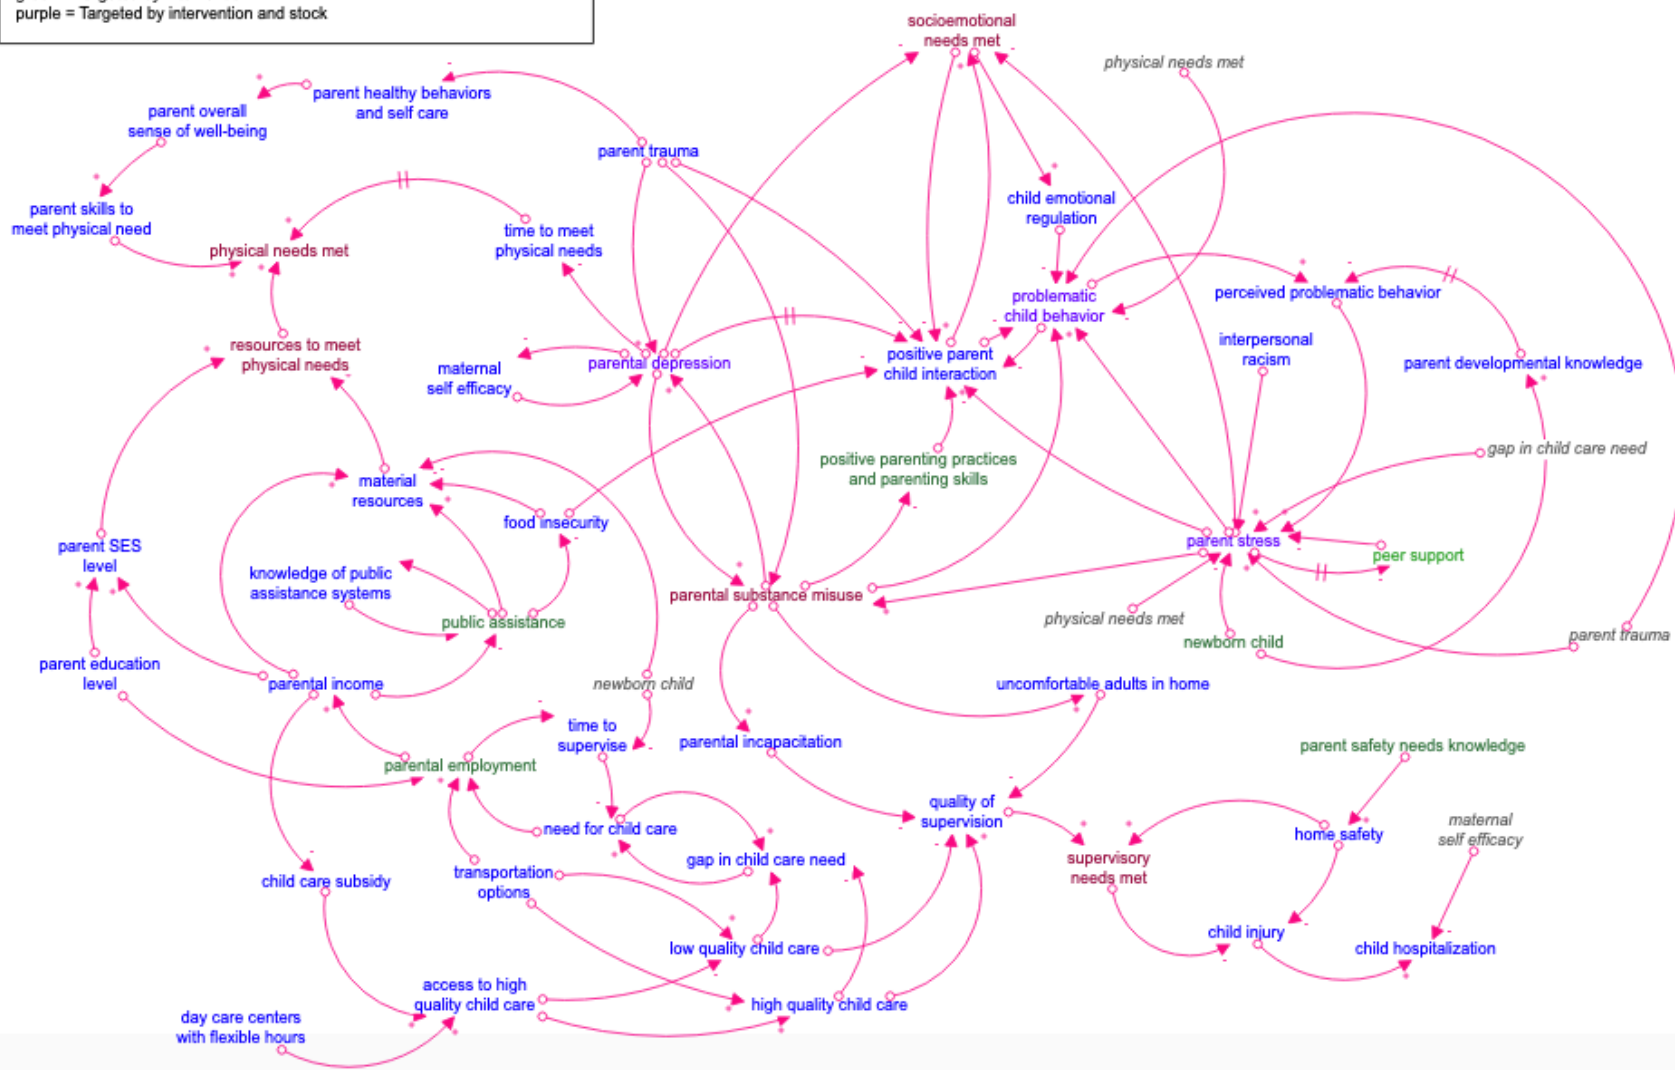 purple = Targeted by intervention and stock
socioemotional
needs met
physical needs met
parent healthy behaviors
and self care
parent overall
sense of well-being
parent trauma
child emotional
regulation
parent skills to
meet physical need
physical needs met
time to meet
physical needs
problematic
child behavior
perceived problematic behavior
interpersonal
racism
resources to meet
physical needs
parental depression
maternal
self efficacy
positive parent
child interaction
parent developmental knowledge
gap in child care need
positive parenting practices
and parenting skills
material
resources
food insecurity
parent SES
level
knowledge of public
assistance systems
public assistance
parental substance misuse
parent stress
peer support
physical needs met
newborn child
parent trauma
parent education
level
parental income
newborn child
uncomfortable adults in home
time to
supervise
parental incapacitation
parent safety needs knowledge
parental employment
quality of
supervision
need for child care
home safety
maternal
self efficacy
gap in child care need
supervisory
needs met
transportation
options
child care subsidy
child injury
child hospitalization
low quality child care
access to high
quality child care
high quality child care
day care centers
with flexible hours